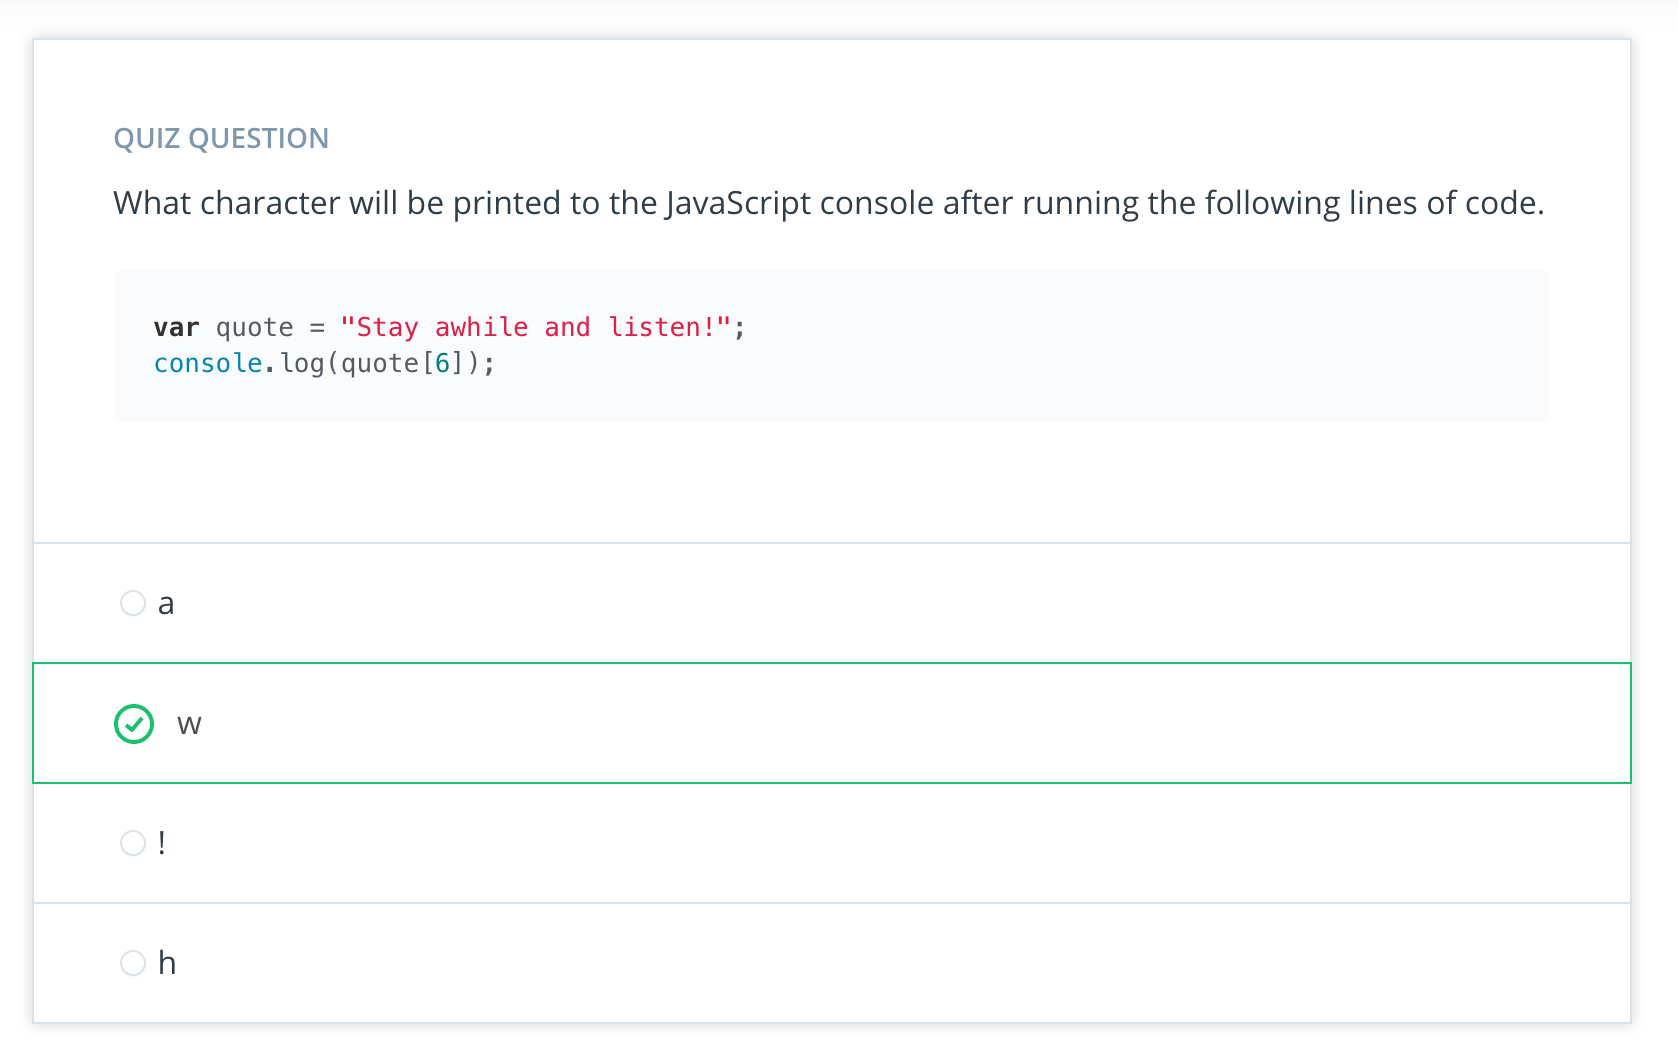 QUIZ QUESTION
What character will be printed to the JavaScript console after running the following lines of code.
var quote = "Stay awhile and listen!";
console.log(quote[6]);
a
w
!
h